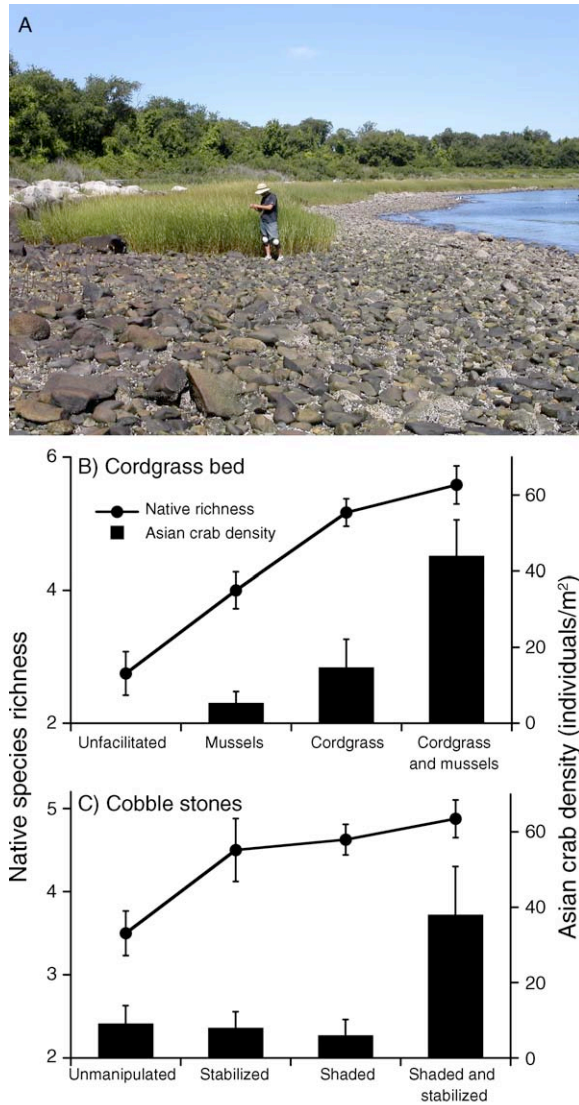 A
B) Cordgrass bed
Native richness
Asian crab density
6
4
2
60
40
20
0
Unfacilitated
Mussels
Cordgrass
Cordgrass
and mussels
Native species richness
Asian crab density (individuals/m²)
C) Cobble stones
5
4
3
2
60
40
20
0
Unmanipulated
Stabilized
Shaded
Shaded and
stabilized